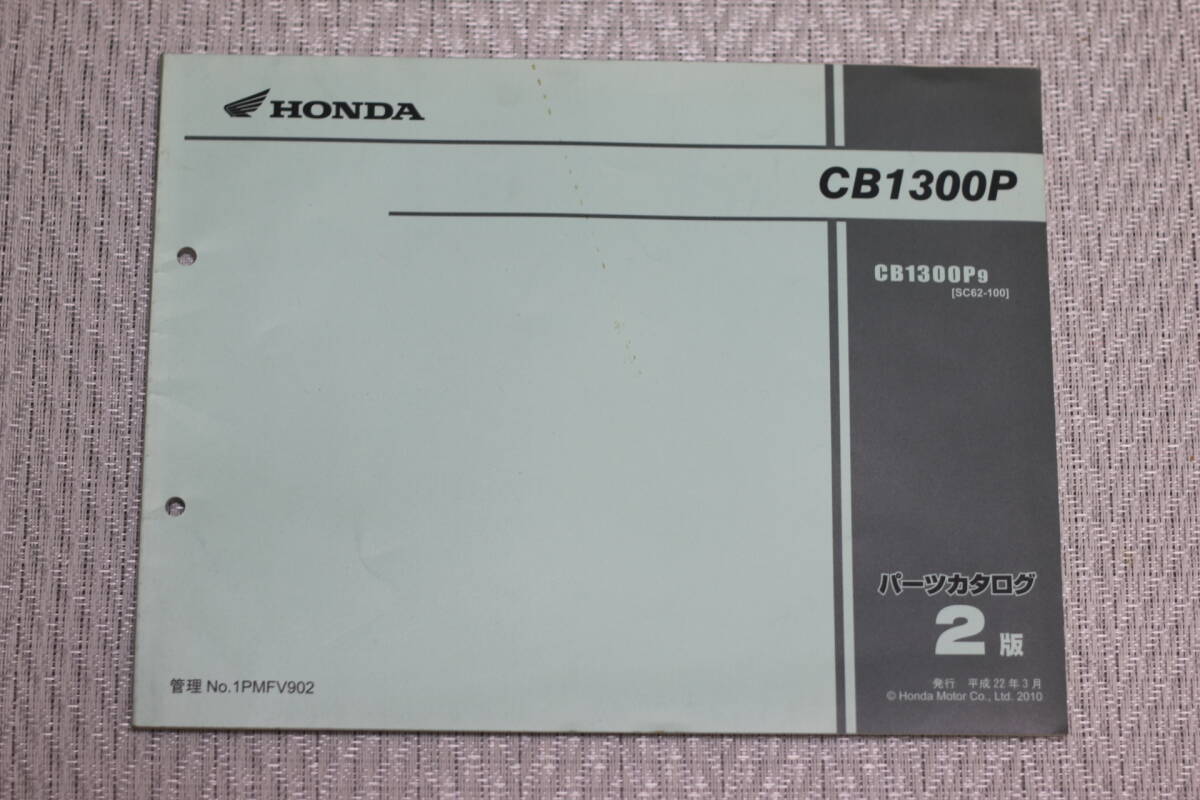 HONDA
CB1300P
CB1300P9
[SC62-100]
パーツカタログ
2版
管理 No.1PMFV902
発行 平成22年3月
© Honda Motor Co., Ltd. 2010